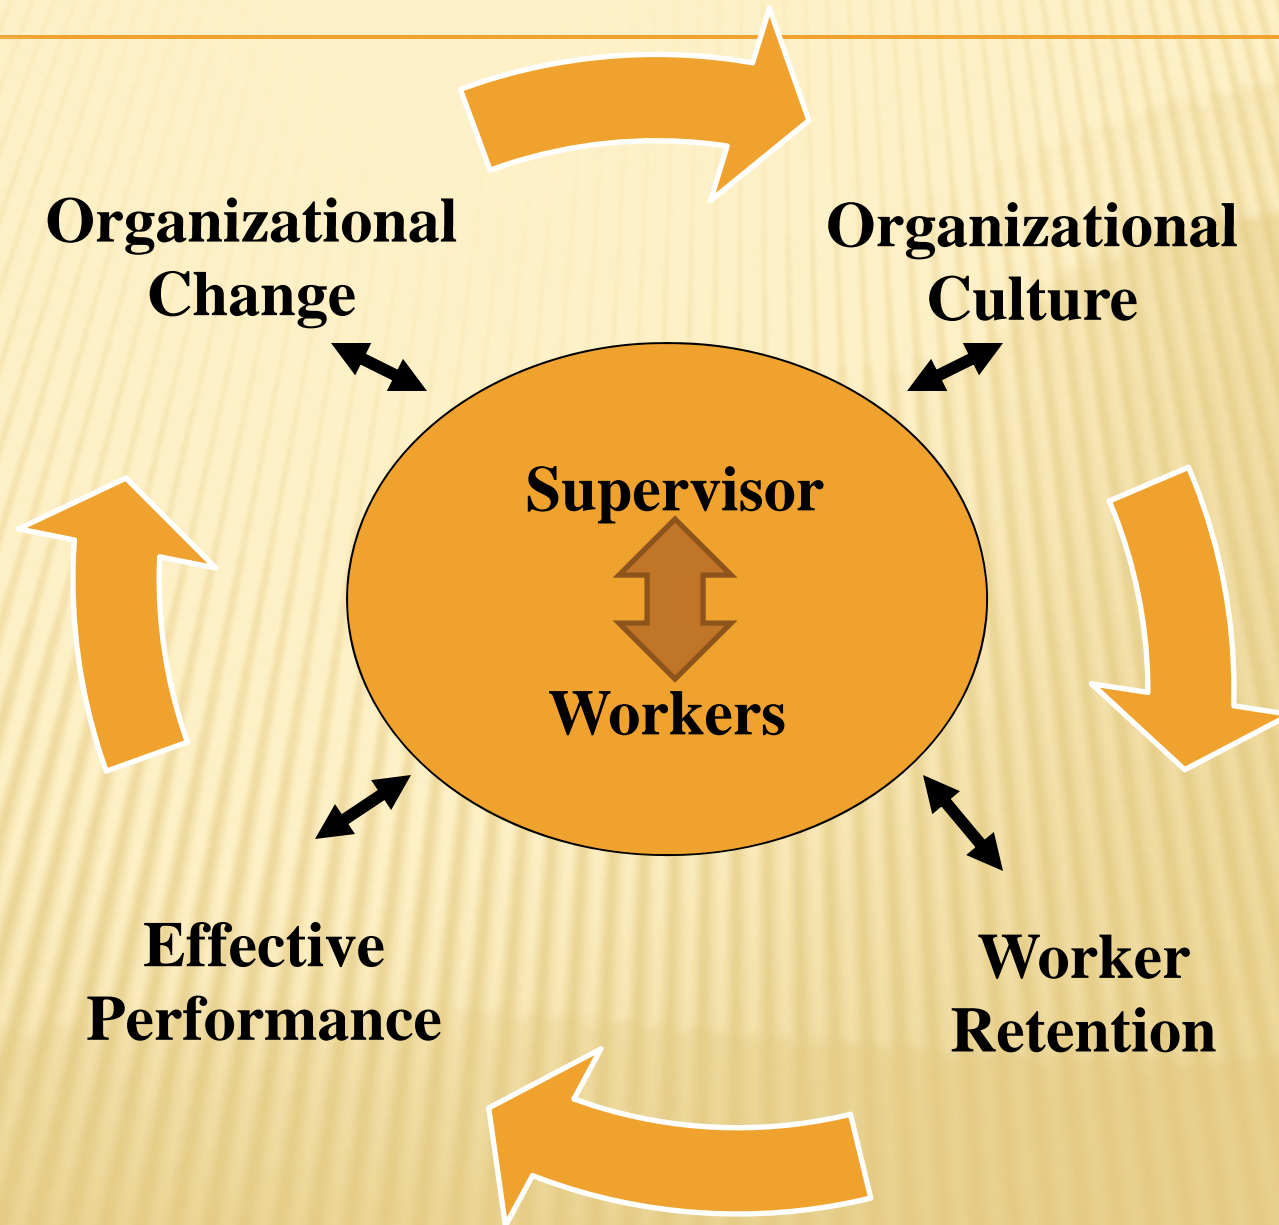 Organizational
Change
Organizational
Culture
Supervisor
Workers
Effective
Performance
Worker
Retention